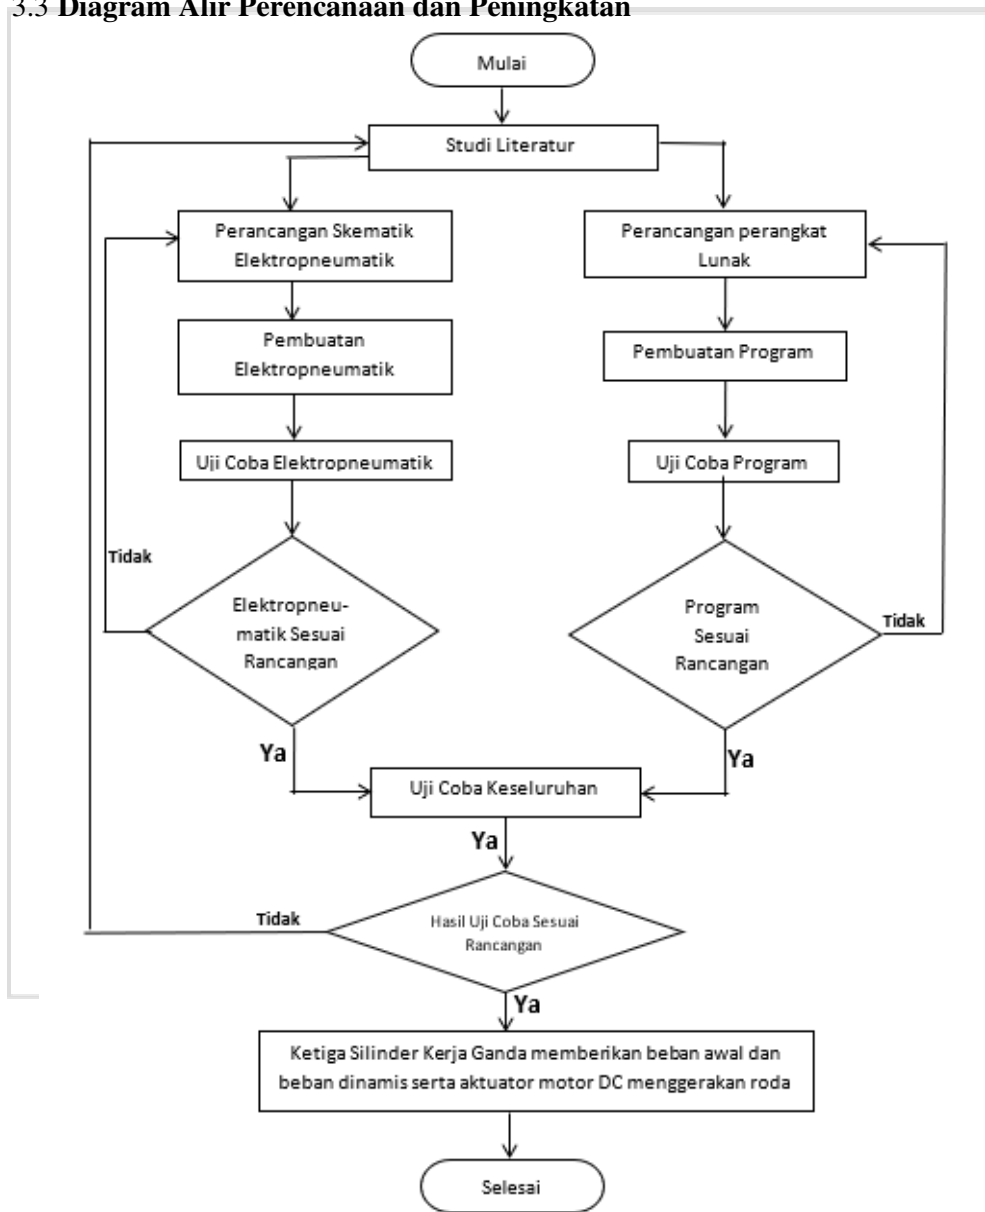 3.3 Diagram Alir Perencanaan dan Peningkatan
Mulai
Studi Literatur
Perancangan Skematik
Elektropneumatik
Pembuatan
Elektropneumatik
Uji Coba Elektropneumatik
Tidak
Elektropneu-
matik Sesuai
Rancangan
Ya
Perancangan perangkat
Lunak
Pembuatan Program
Uji Coba Program
Program
Sesuai
Rancangan
Tidak
Ya
Uji Coba Keseluruhan
Ya
Tidak
Hasil Uji Coba Sesuai
Rancangan
Ya
Ketiga Silinder Kerja Ganda memberikan beban awal dan
beban dinamis serta aktuator motor DC menggerakan roda
Selesai